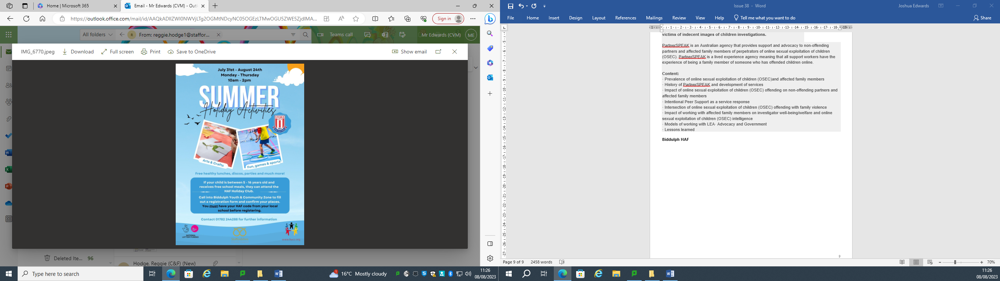 Home | Microsoft 365
Email - Mr Edwards (CVM) - Outl
https://outlook.office.com/mail/id/AAQkADllZWI0NWVjLTg2OGMtNDcyNC05OGEzLTMwOGU5ZWE5ZjdlMA...
Sign in
All folders
R
From: reggie.hodge1@staffor...
Teams call
Mr Edwards (CVM)
ME
IMG_6770.jpeg
Download
Full screen
Print
Save to OneDrive
Show email
July 31st - August 24th
Monday - Thursday
10am - 2pm
SUMMER
Holiday Activities
STOKE
CITY
Arts & Crafts
Fun, games & sports
Free healthy lunches, discos, parties and much more!
If your child is between 5 - 16 years old and
receives free school meals, they can attend the
HAF Holiday Club.
Call into Biddulph Youth & Community Zone to fill
out a registration form and confirm your places.
You must have your HAF code from your local
school before registering.
Contact 01782 244288 for further information
NATIONAL
LOTTERY FUNDED
Deleted Ite... 96
Hodge, Reggie (C&F) (New)
Type here to search
16°C Mostly cloudy
11:26
08/08/2023
Issue 38 - Word
Joshua Edwards
File Home Insert Design Layout References Mailings Review View Help Tell me what you want to do
Share
victims of indecent images of children investigations.
PartnerSPEAK is an Australian agency that provides support and advocacy to non-offending
partners and affected family members of perpetrators of online sexual exploitation of children
(OSEC). PartnerSPEAK is a lived experience agency meaning that all support workers have the
experience of being a family member of someone who has offended children online.
Content:
· Prevalence of online sexual exploitation of children (OSEC)and affected family members
· History of PartnerSPEAK and development of services
· Impact of online sexual exploitation of children (OSEC) offending on non-offending partners and
affected family members
· Intentional Peer Support as a service response
· Intersection of online sexual exploitation of children (OSEC) offending with family violence
· Impact of working with affected family members on investigator well-being/welfare and online
sexual exploitation of children (OSEC) intelligence
· Models of working with LEA· Advocacy and Government
· Lessons learned
Biddulph HAF
9
Page 9 of 9 2458 words
70%
11:26
08/08/2023